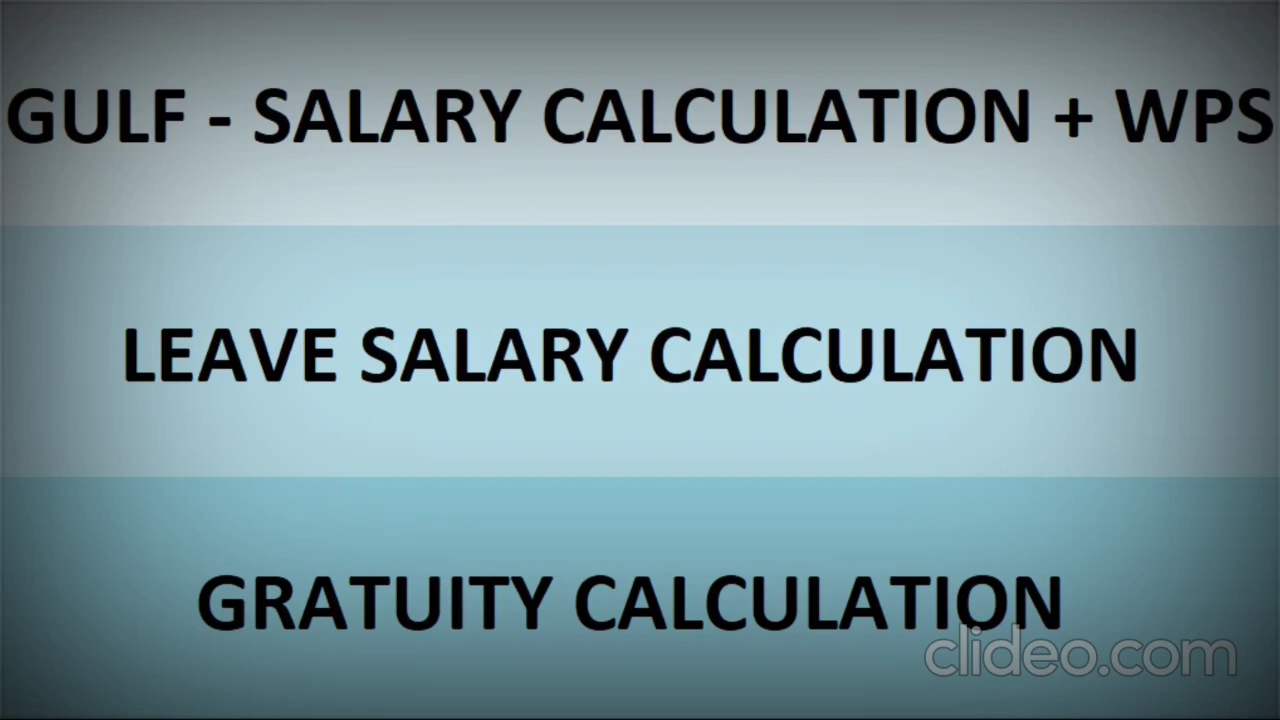 GULF - SALARY CALCULATION + WPS
LEAVE SALARY CALCULATION
GRATUITY CALCULATION
clideo.com